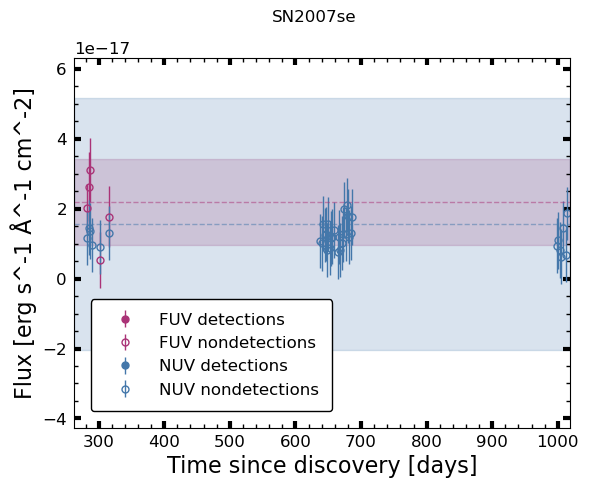 SN2007se
1e−17
6
4
2
0
−2
−4
Flux [erg s^-1 Å^-1 cm^-2]
FUV detections
FUV nondetections
NUV detections
NUV nondetections
300 400 500 600 700 800 900 1000
Time since discovery [days]